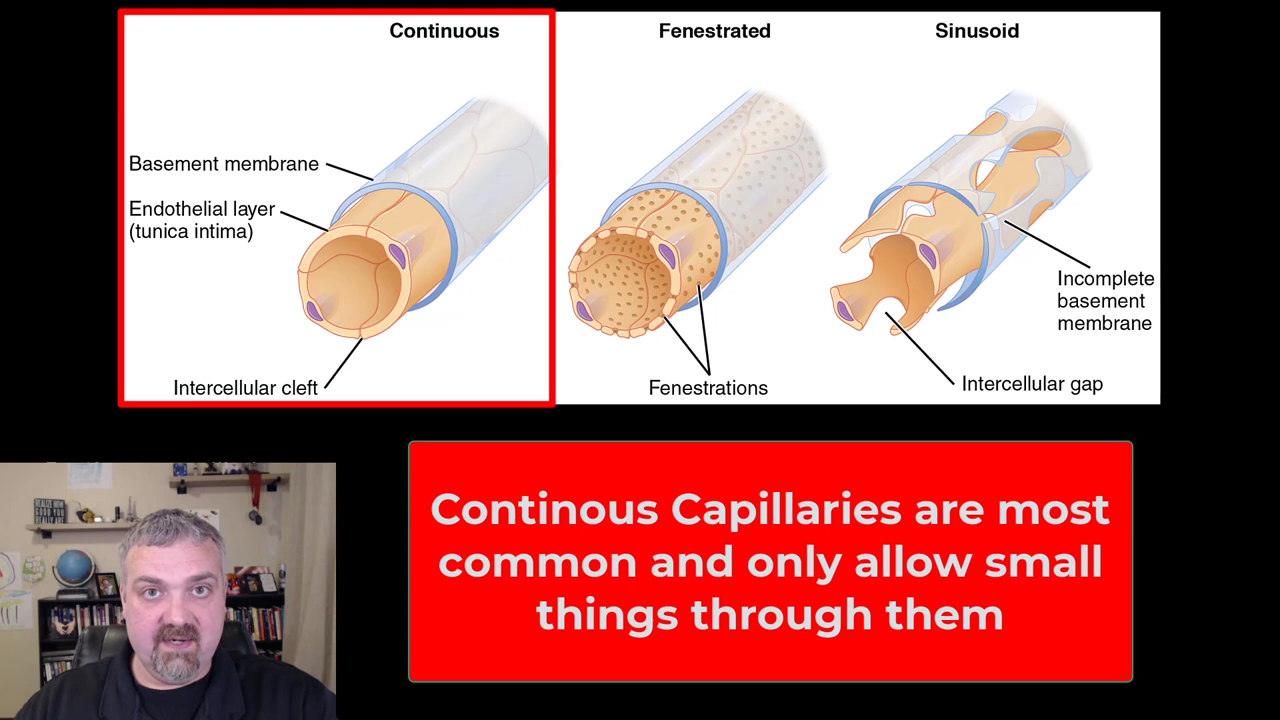 Continuous
Fenestrated
Sinusoid
Basement membrane
Endothelial layer
(tunica intima)
Intercellular cleft
Fenestrations
Incomplete
basement
membrane
Intercellular gap
Continous Capillaries are most
common and only allow small
things through them